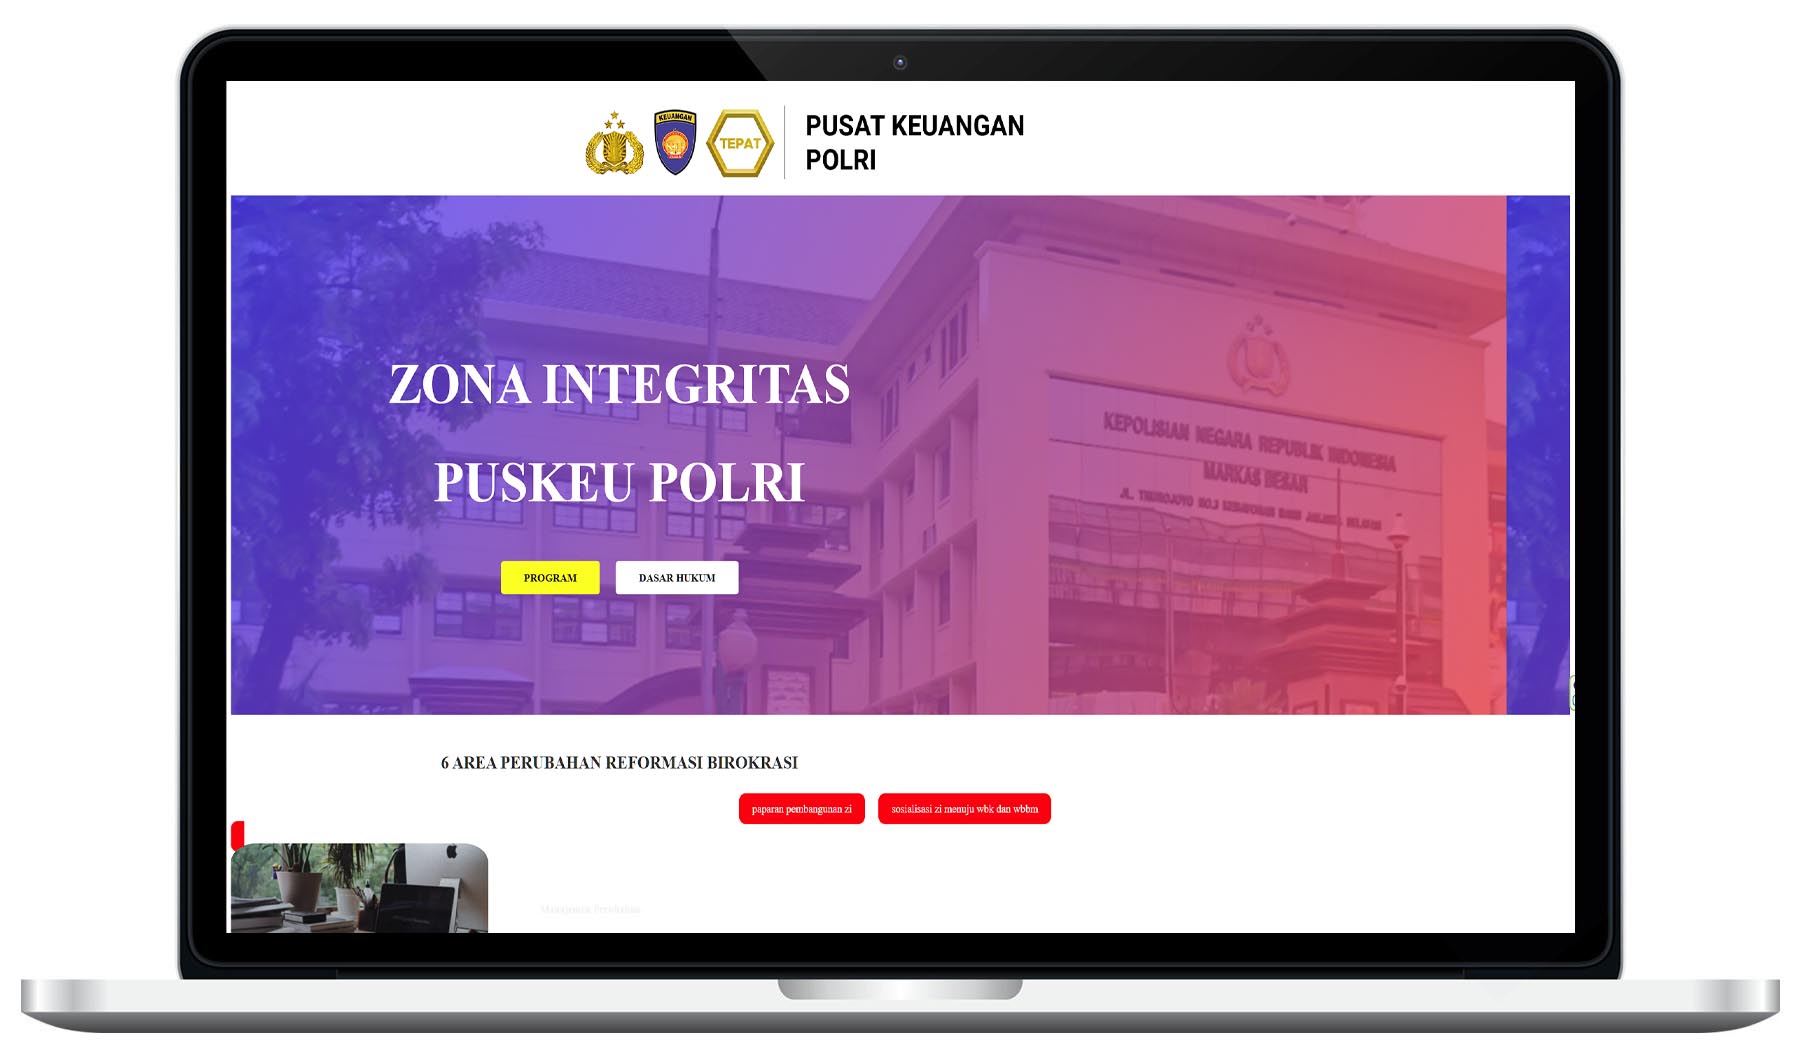 KEUANGAN
TEPAT
PUSAT KEUANGAN
POLRI
KEPOLISIAN NEGARA REPUBLIK INDONESIA
MARKAS BESAR
ZONA INTEGRITAS
PUSKEU POLRI
PROGRAM
DASAR HUKUM
6 AREA PERUBAHAN REFORMASI BIROKRASI
paparan pembangunan zi
sosialisasi zi menuju wbk dan wbbm
Manajemen Perubahan